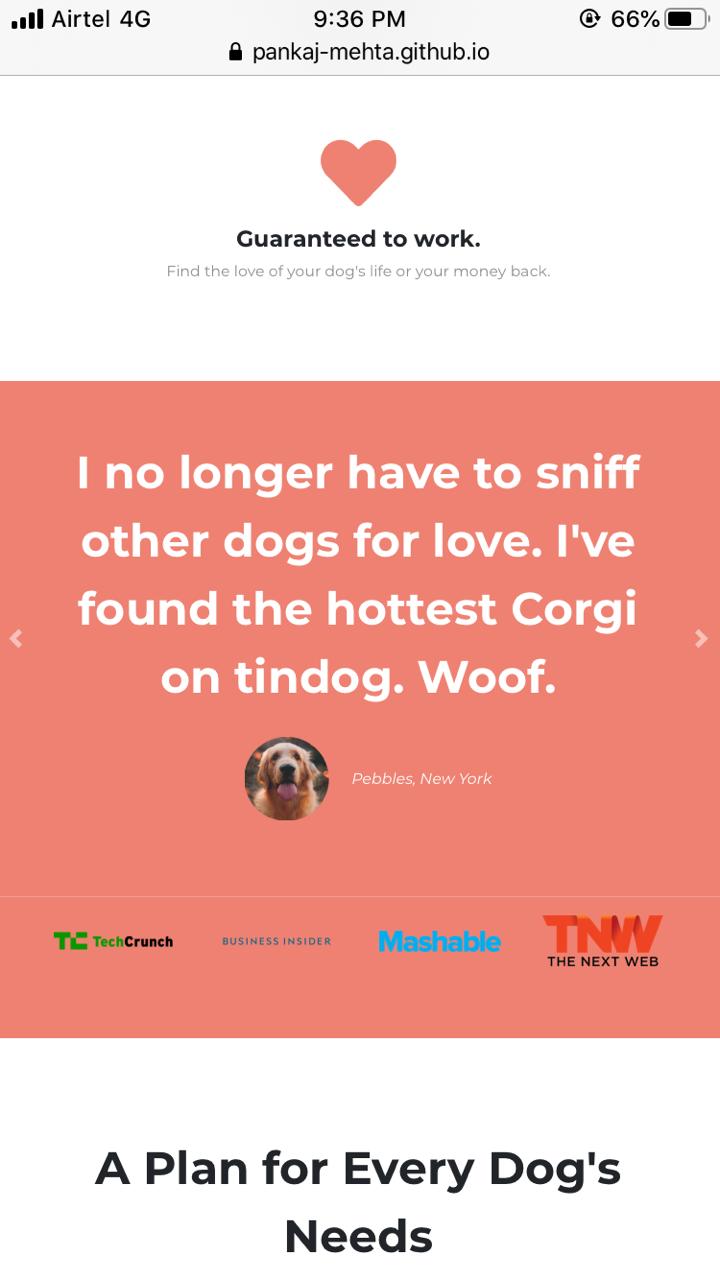 Airtel 4G 9:36 PM 66%
pankaj-mehta.github.io
Guaranteed to work.
Find the love of your dog's life or your money back.
I no longer have to sniff
other dogs for love. I've
found the hottest Corgi
on tindog. Woof.
Pebbles, New York
TC TechCrunch BUSINESS INSIDER Mashable TNW
THE NEXT WEB
A Plan for Every Dog's
Needs